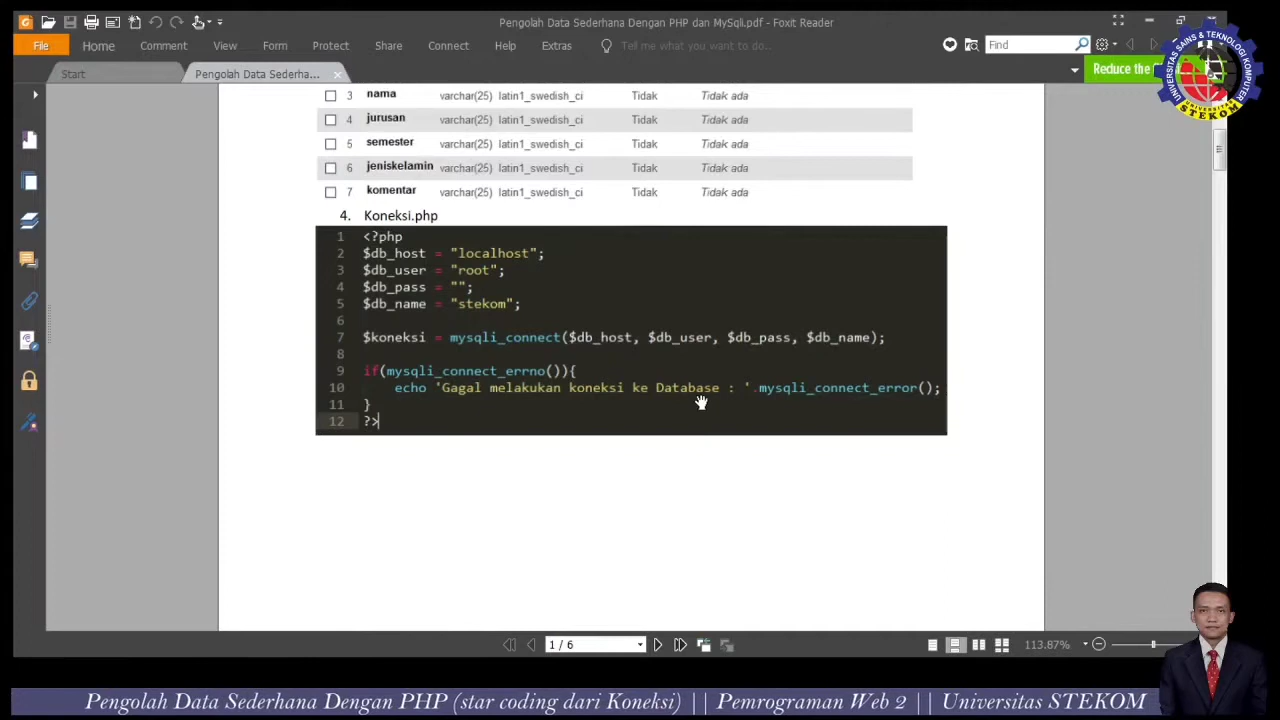 Pengolah Data Sederhana Dengan PHP dan MySqli.pdf - Foxit Reader
File Home Comment View Form Protect Share Connect Help Extras Tell me what you want to do... Find
Start Pengolah Data Sederha... Reduce the
3 nama varchar(25) latin1_swedish_ci Tidak Tidak ada
4 jurusan varchar(25) latin1_swedish_ci Tidak Tidak ada
5 semester varchar(25) latin1_swedish_ci Tidak Tidak ada
6 jeniskelamin varchar(25) latin1_swedish_ci Tidak Tidak ada
7 komentar varchar(25) latin1_swedish_ci Tidak Tidak ada
4. Koneksi.php
1 <?php
2 $db_host = "localhost";
3 $db_user = "root";
4 $db_pass = "";
5 $db_name = "stekom";
6
7 $koneksi = mysqli_connect($db_host, $db_user, $db_pass, $db_name);
8
9 if(mysqli_connect_errno()){
10 echo 'Gagal melakukan koneksi ke Database : '.mysqli_connect_error();
11 }
12 ?>
1 / 6 113.87%
UNIVERSITAS SAINS & TEKNOLOGI KOMPUTER
UNIVERSITAS
STEKOM
Pengolah Data Sederhana Dengan PHP (star coding dari Koneksi) || Pemrograman Web 2 || Universitas STEKOM